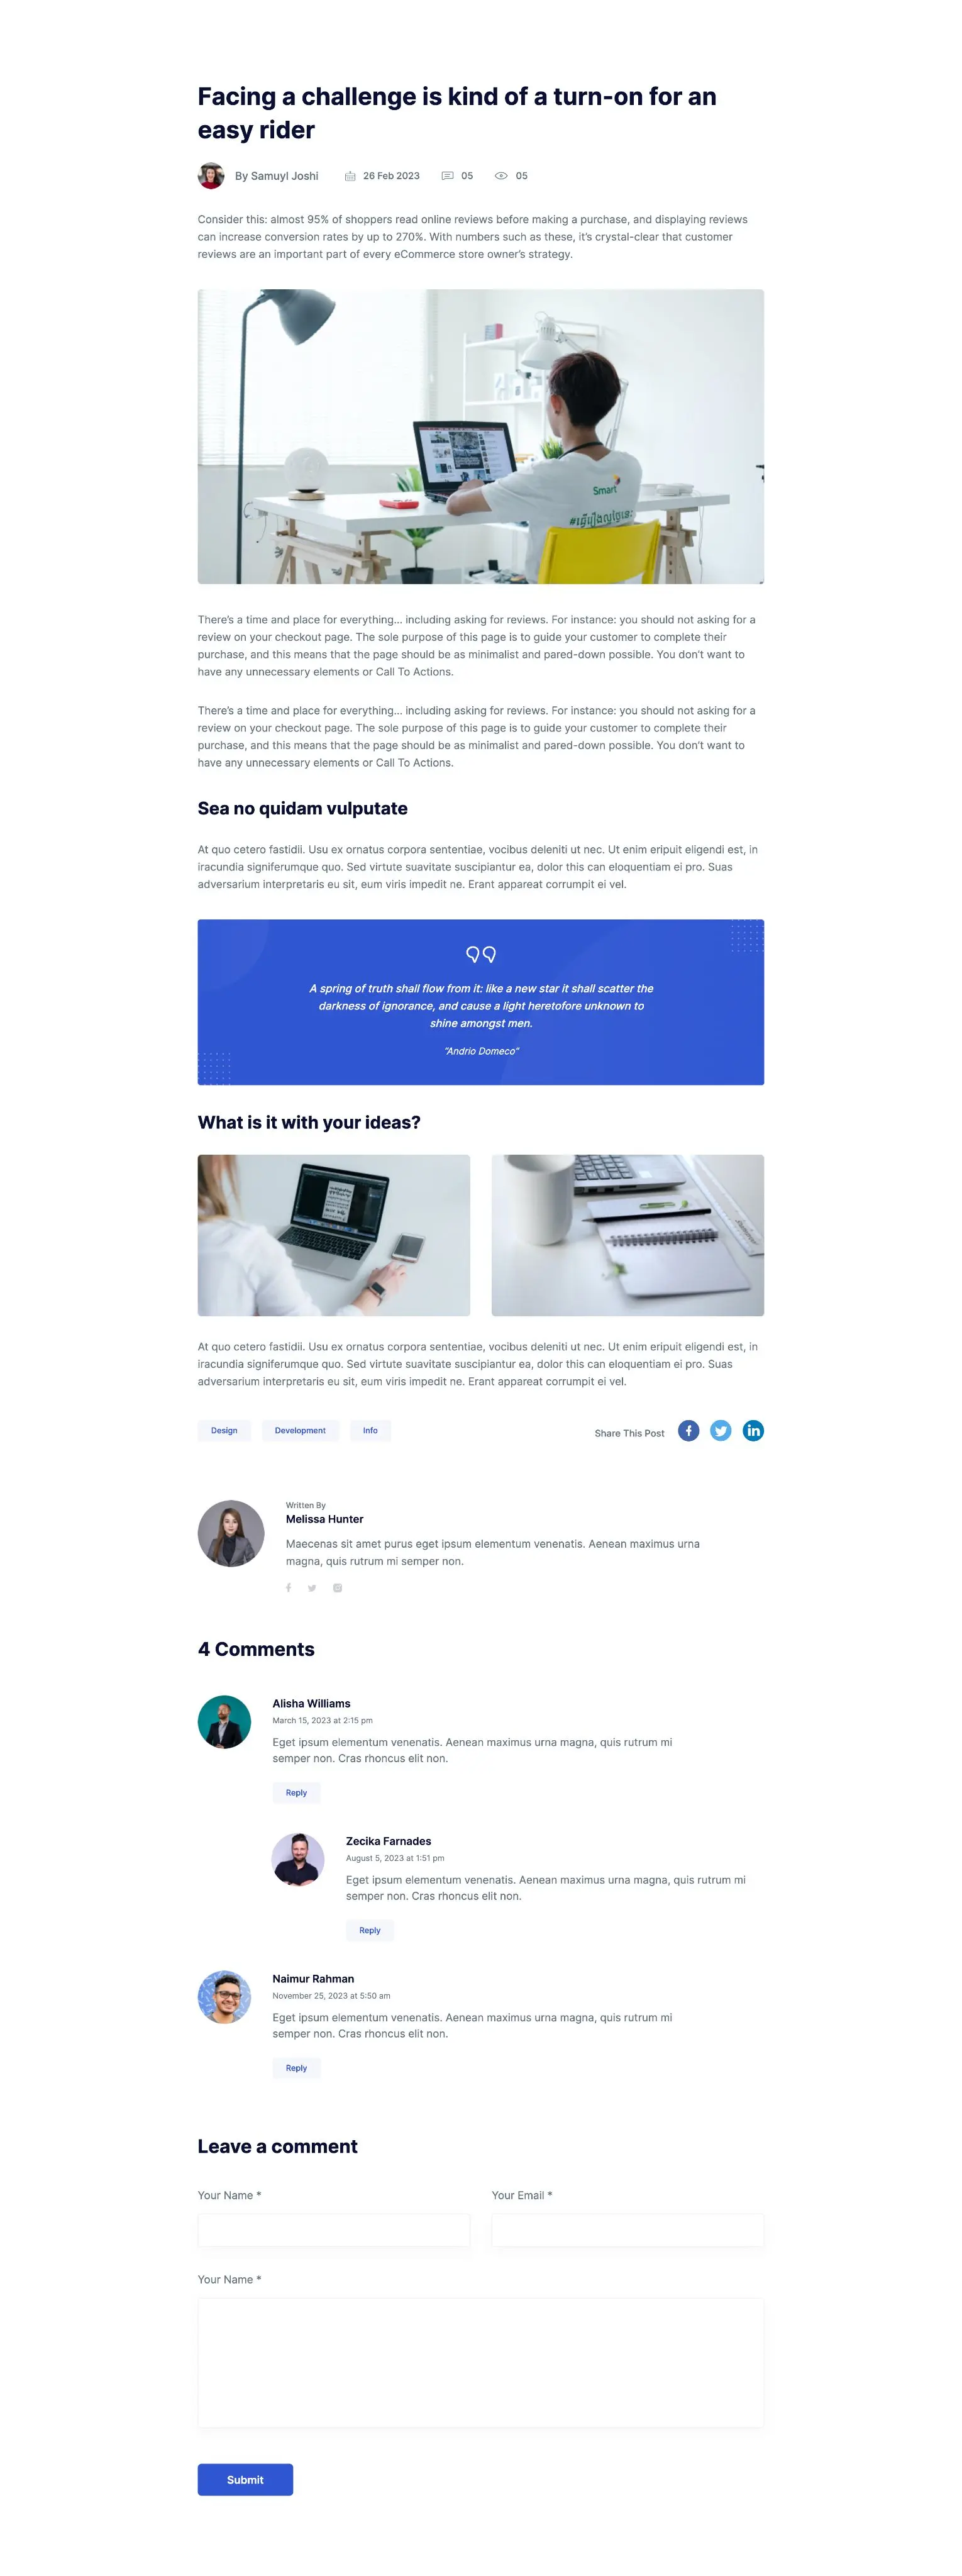 Facing a challenge is kind of a turn-on for an
easy rider
By Samuyl Joshi
26 Feb 2023
05
05
Consider this: almost 95% of shoppers read online reviews before making a purchase, and displaying reviews
can increase conversion rates by up to 270%. With numbers such as these, it's crystal-clear that customer
reviews are an important part of every eCommerce store owner's strategy.
Smart
There's a time and place for everything... including asking for reviews. For instance: you should not asking for a
review on your checkout page. The sole purpose of this page is to guide your customer to complete their
purchase, and this means that the page should be as minimalist and pared-down possible. You don't want to
have any unnecessary elements or Call To Actions.
There's a time and place for everything... including asking for reviews. For instance: you should not asking for a
review on your checkout page. The sole purpose of this page is to guide your customer to complete their
purchase, and this means that the page should be as minimalist and pared-down possible. You don't want to
have any unnecessary elements or Call To Actions.
Sea no quidam vulputate
At quo cetero fastidii. Usu ex ornatus corpora sententiae, vocibus deleniti ut nec. Ut enim eripuit eligendi est, in
iracundia signiferumque quo. Sed virtute suavitate suscipiantur ea, dolor this can eloquentiam ei pro. Suas
adversarium interpretaris eu sit, eum viris impedit ne. Erant appareat corrumpit ei vel.
A spring of truth shall flow from it: like a new star it shall scatter the
darkness of ignorance, and cause a light heretofore unknown to
shine amongst men.
"Andrio Domeco"
What is it with your ideas?
At quo cetero fastidii. Usu ex ornatus corpora sententiae, vocibus deleniti ut nec. Ut enim eripuit eligendi est, in
iracundia signiferumque quo. Sed virtute suavitate suscipiantur ea, dolor this can eloquentiam ei pro. Suas
adversarium interpretaris eu sit, eum viris impedit ne. Erant appareat corrumpit ei vel.
Design
Development
Info
Share This Post
Written By
Melissa Hunter
Maecenas sit amet purus eget ipsum elementum venenatis. Aenean maximus urna
magna, quis rutrum mi semper non.
4 Comments
Alisha Williams
March 15, 2023 at 2:15 pm
Eget ipsum elementum venenatis. Aenean maximus urna magna, quis rutrum mi
semper non. Cras rhoncus elit non.
Reply
Zecika Farnades
August 5, 2023 at 1:51 pm
Eget ipsum elementum venenatis. Aenean maximus urna magna, quis rutrum mi
semper non. Cras rhoncus elit non.
Reply
Naimur Rahman
November 25, 2023 at 5:50 am
Eget ipsum elementum venenatis. Aenean maximus urna magna, quis rutrum mi
semper non. Cras rhoncus elit non.
Reply
Leave a comment
Your Name *
Your Email *
Your Name *
Submit